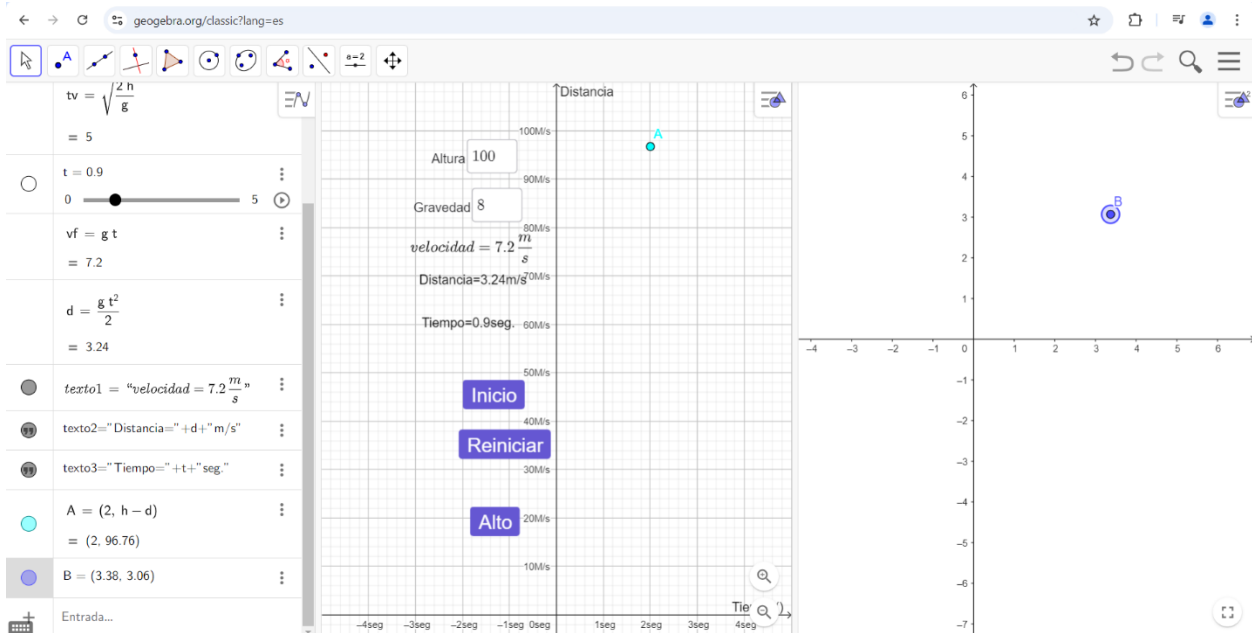 geogebra.org/classic?lang=es
A
a=2
tv = √(2 h/g)
= 5
t = 0.9
0 5
vf = g t
= 7.2
d = g t²/2
= 3.24
texto1 = “velocidad = 7.2 m/s”
texto2="Distancia="+d+"m/s"
texto3="Tiempo="+t+"seg."
A = (2, h − d)
= (2, 96.76)
B = (3.38, 3.06)
Entrada...
Distancia
100M/s
90M/s
80M/s
70M/s
60M/s
50M/s
40M/s
30M/s
20M/s
10M/s
A
Altura 100
Gravedad 8
velocidad = 7.2 m/s
Distancia=3.24m/s
Tiempo=0.9seg.
Inicio
Reiniciar
Alto
−4seg −3seg −2seg −1seg 0seg 1seg 2seg 3seg 4seg
6
5
4
3
2
1
−4 −3 −2 −1 0 1 2 3 4 5 6
−1
−2
−3
−4
−5
−6
−7
B
2